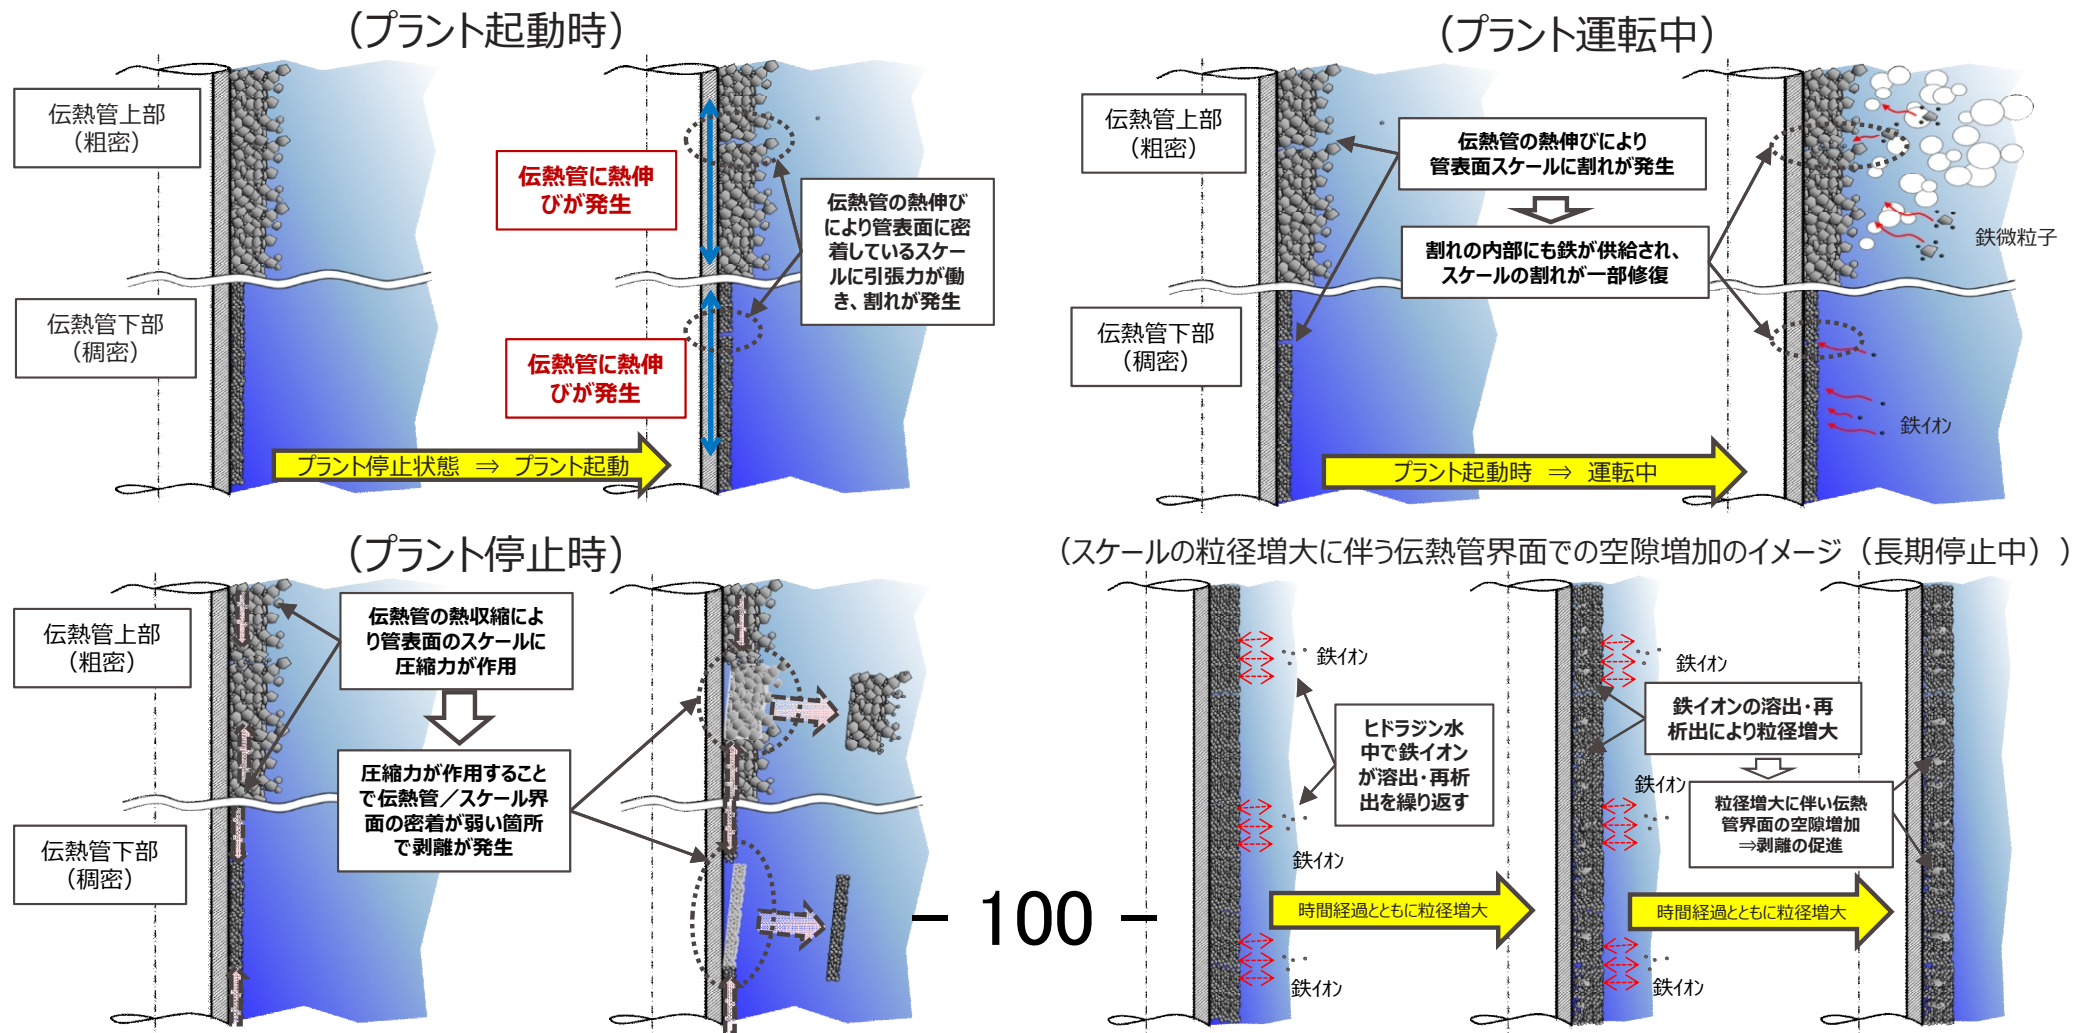 （プラント起動時）
伝熱管上部
（粗密）
伝熱管下部
（稠密）
伝熱管に熱伸
びが発生
伝熱管に熱伸
びが発生
伝熱管の熱伸び
により管表面に密
着しているスケー
ルに引張力が働
き、割れが発生
プラント停止状態 ⇒ プラント起動
（プラント運転中）
伝熱管上部
（粗密）
伝熱管下部
（稠密）
伝熱管の熱伸びにより
管表面スケールに割れが発生
割れの内部にも鉄が供給され、
スケールの割れが一部修復
鉄微粒子
鉄イオン
プラント起動時 ⇒ 運転中
（プラント停止時）
伝熱管上部
（粗密）
伝熱管下部
（稠密）
伝熱管の熱収縮によ
り管表面のスケールに
圧縮力が作用
圧縮力が作用すること
で伝熱管／スケール界
面の密着が弱い箇所
で剥離が発生
（スケールの粒径増大に伴う伝熱管界面での空隙増加のイメージ（長期停止中））
鉄イオン
ヒドラジン水
中で鉄イオン
が溶出・再析
出を繰り返す
鉄イオン
鉄イオン
時間経過とともに粒径増大
鉄イオン
鉄イオンの溶出・再
析出により粒径増大
鉄イオン
粒径増大に伴い伝熱
管界面の空隙増加
⇒剥離の促進
鉄イオン
時間経過とともに粒径増大
－ 100 －